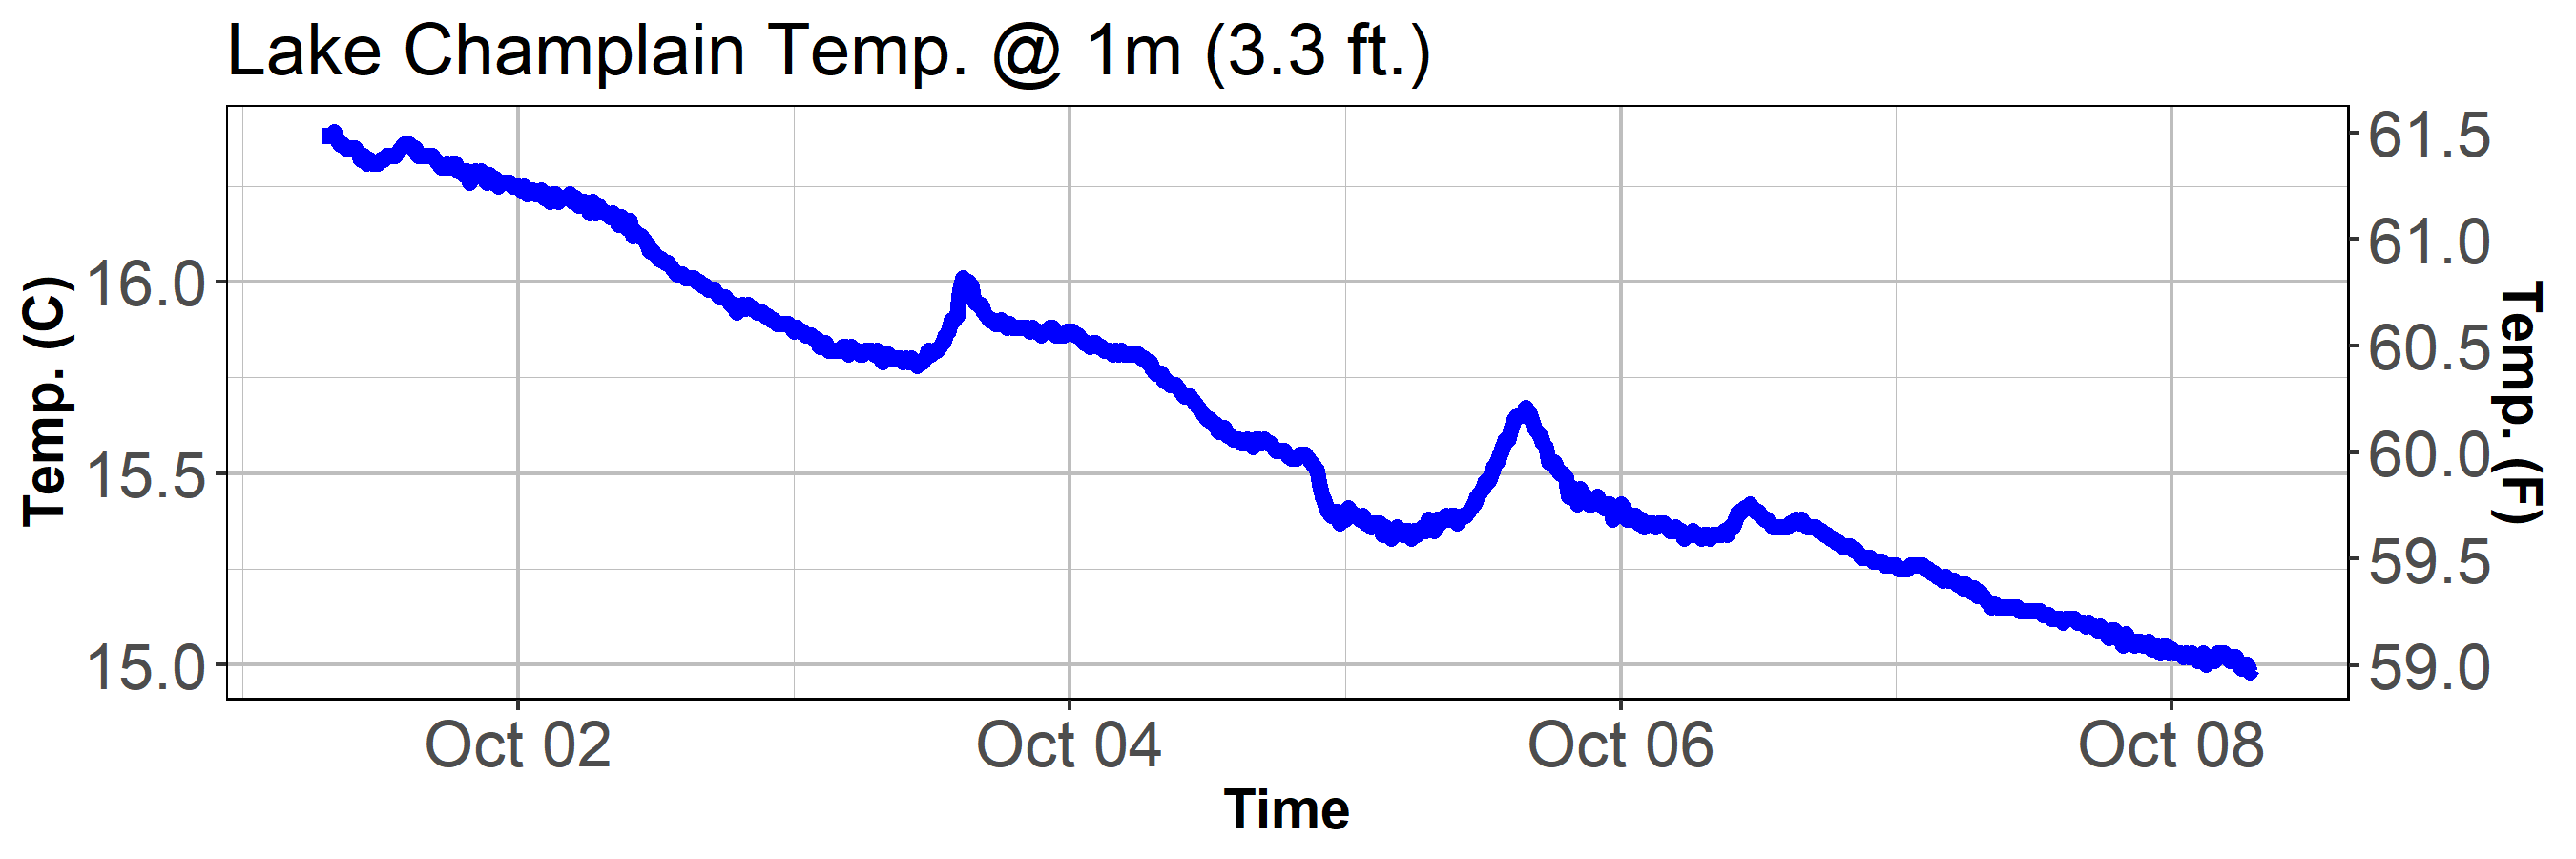 Lake Champlain Temp. @ 1m (3.3 ft.)
Temp. (C)
16.0
15.5
15.0
61.5
61.0
60.5
60.0
59.5
59.0
Temp. (F)
Oct 02 Oct 04 Oct 06 Oct 08
Time